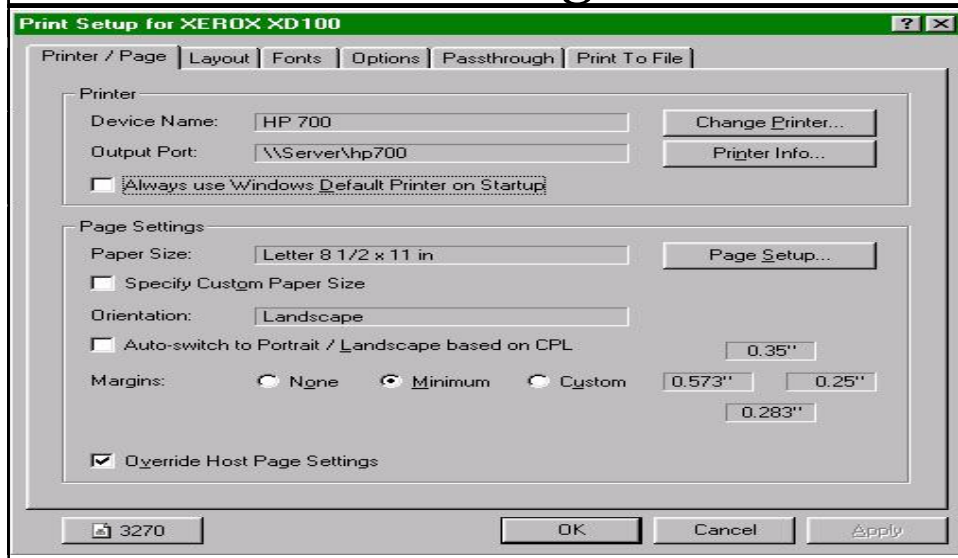 Print Setup for XEROX XD100
Printer / Page Layout Fonts Options Passthrough Print To File
Printer
Device Name: HP 700 Change Printer...
Output Port: \\Server\hp700 Printer Info...
Always use Windows Default Printer on Startup
Page Settings
Paper Size: Letter 8 1/2 x 11 in Page Setup...
Specify Custom Paper Size
Orientation: Landscape
Auto-switch to Portrait / Landscape based on CPL
0.35"
Margins: None Minimum Custom 0.573" 0.25"
0.283"
Override Host Page Settings
3270 OK Cancel Apply